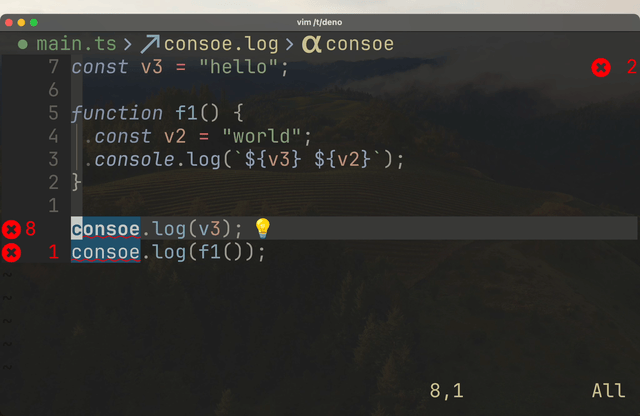 vim /t/deno
main.ts > consoe.log > α consoe
7 const v3 = "hello"; 2
6
5 function f1() {
4 const v2 = "world";
3 console.log(`${v3} ${v2}`);
2 }
1
8 consoe.log(v3);
1 consoe.log(f1());
~
~
~
~
~
8,1 All